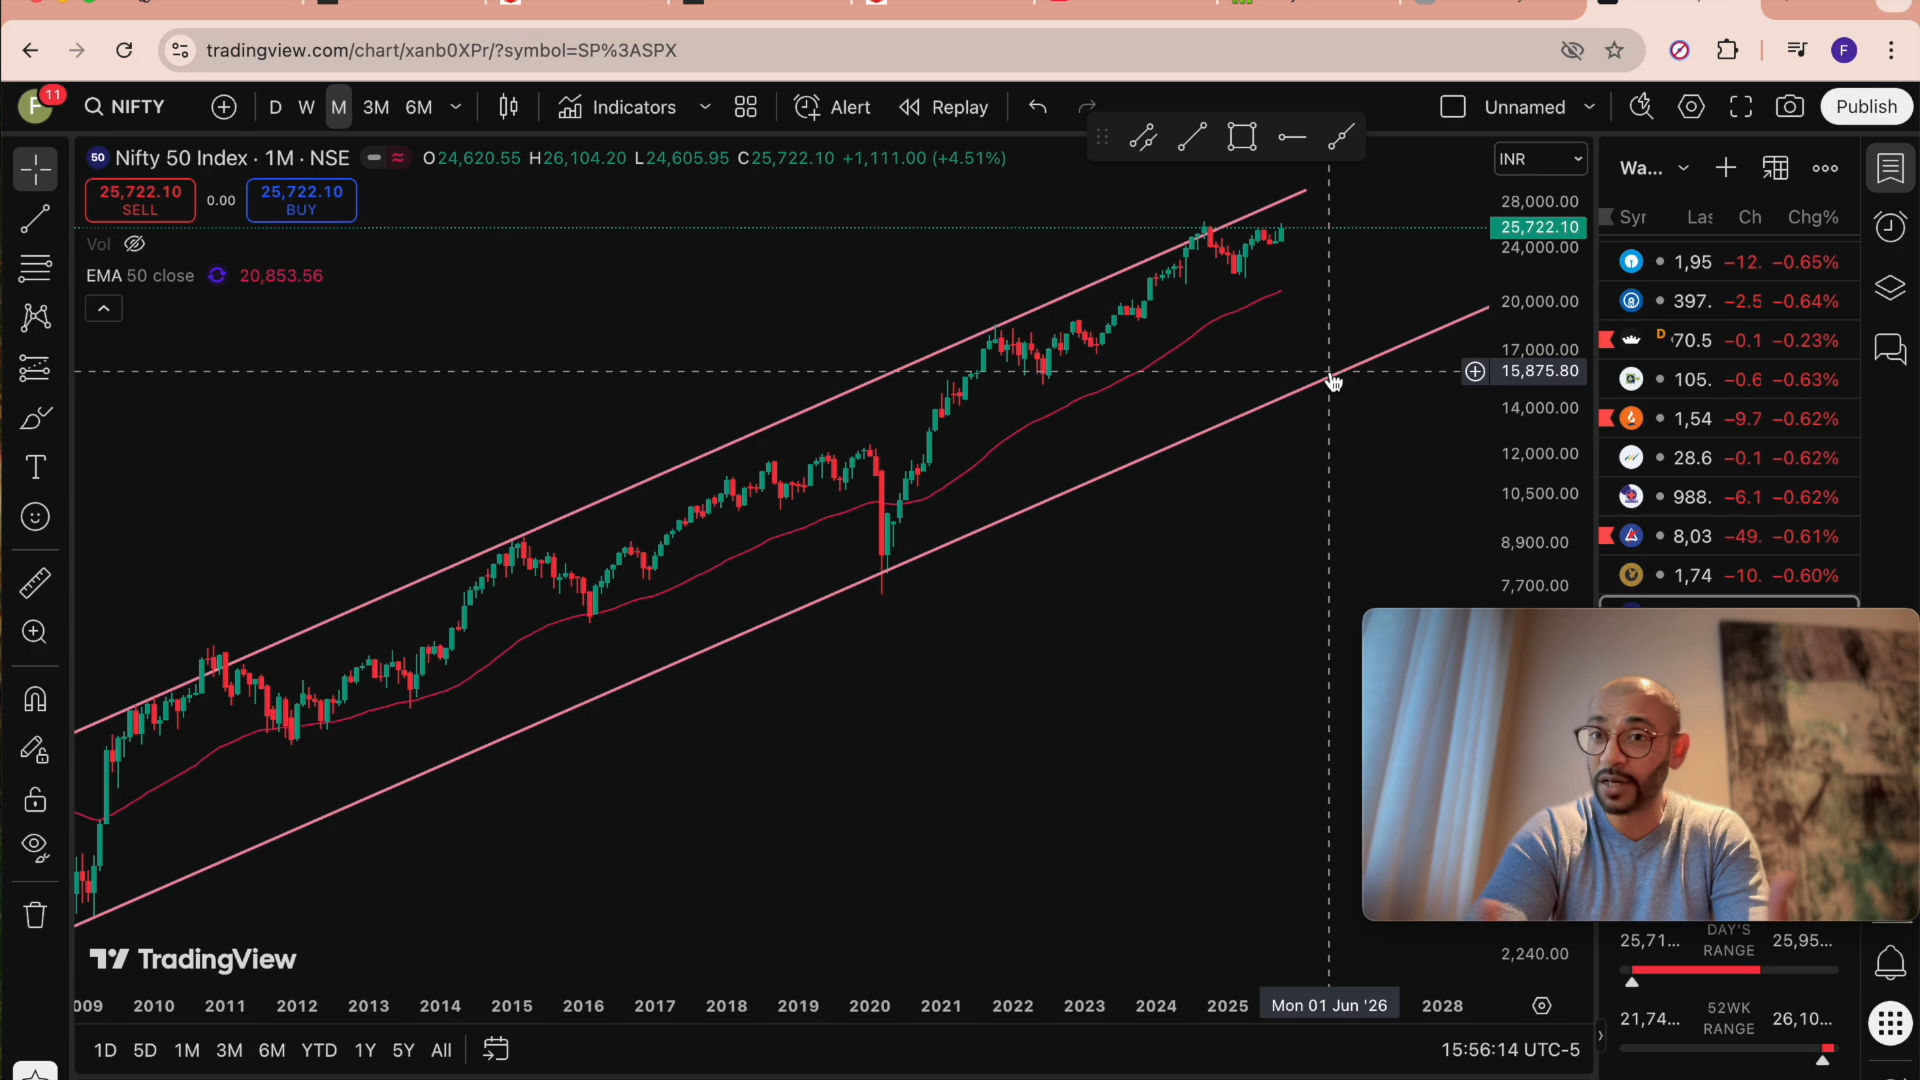 tradingview.com/chart/xanb0XPr/?symbol=SP%3ASPX
F
F
11
NIFTY
D W M 3M 6M
Indicators
Alert
Replay
Unnamed
Publish
50
Nifty 50 Index · 1M · NSE
O24,620.55 H26,104.20 L24,605.95 C25,722.10 +1,111.00 (+4.51%)
25,722.10
SELL
0.00
25,722.10
BUY
Vol
EMA 50 close 20,853.56
INR
28,000.00
25,722.10
24,000.00
20,000.00
17,000.00
15,875.80
14,000.00
12,000.00
10,500.00
8,900.00
7,700.00
2,240.00
Wa...
Syr Las Ch Chg%
1,95 −12. −0.65%
397. −2.5 −0.64%
D 70.5 −0.1 −0.23%
105. −0.6 −0.63%
1,54 −9.7 −0.62%
28.6 −0.1 −0.62%
988. −6.1 −0.62%
8,03 −49. −0.61%
1,74 −10. −0.60%
25,71... DAY'S RANGE 25,95...
21,74... 52WK RANGE 26,10...
TradingView
009 2010 2011 2012 2013 2014 2015 2016 2017 2018 2019 2020 2021 2022 2023 2024 2025 Mon 01 Jun '26 2028
1D 5D 1M 3M 6M YTD 1Y 5Y All
15:56:14 UTC-5